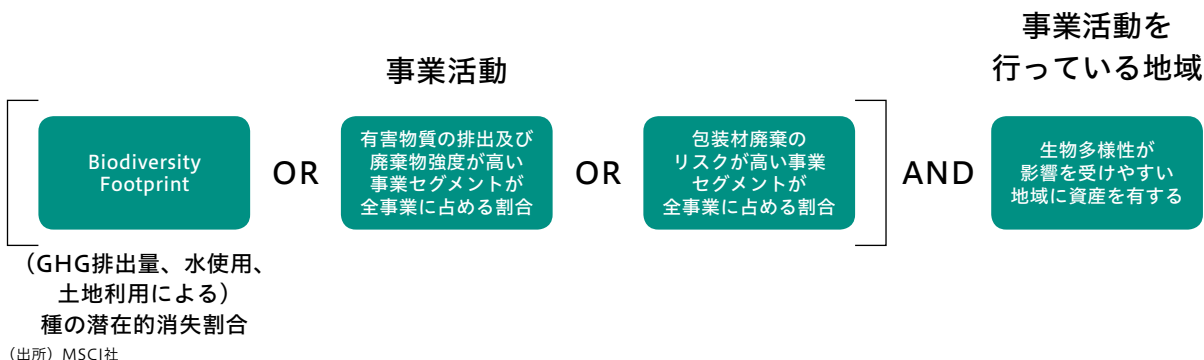 事業活動
事業活動を
行っている地域
Biodiversity
Footprint
OR
有害物質の排出及び
廃棄物強度が高い
事業セグメントが
全事業に占める割合
OR
包装材廃棄の
リスクが高い事業
セグメントが
全事業に占める割合
AND
生物多様性が
影響を受けやすい
地域に資産を有する
（GHG排出量、水使用、
土地利用による）
種の潜在的消失割合
（出所）MSCI社